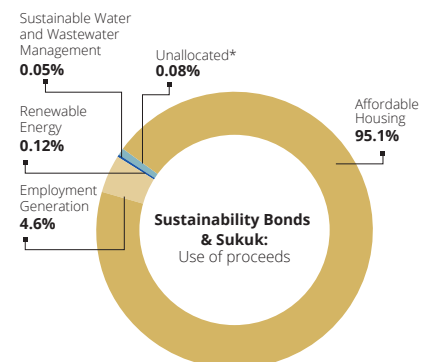 Sustainable Water
and Wastewater
Management
0.05%
Unallocated*
0.08%
Renewable
Energy
0.12%
Affordable
Housing
95.1%
Employment
Generation
4.6%
Sustainability Bonds
& Sukuk:
Use of proceeds